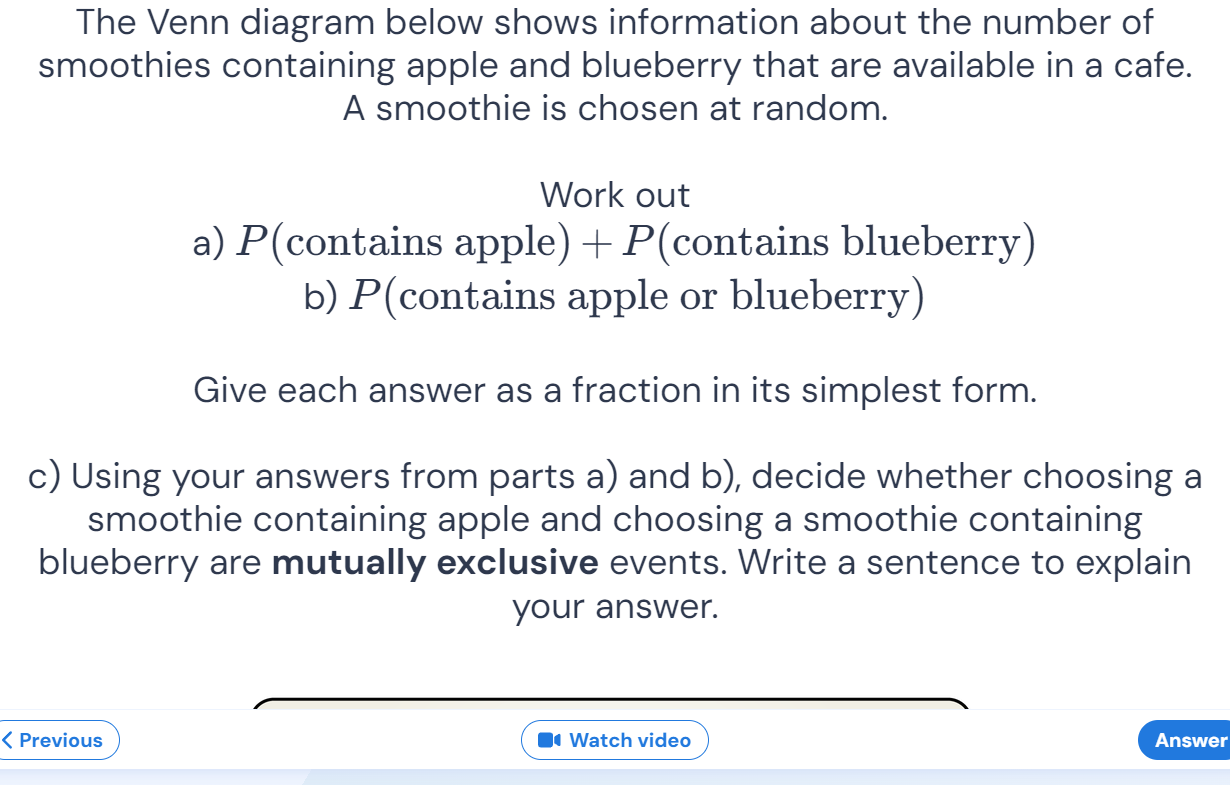 The Venn diagram below shows information about the number of
smoothies containing apple and blueberry that are available in a cafe.
A smoothie is chosen at random.
Work out
a) P(contains apple) + P(contains blueberry)
b) P(contains apple or blueberry)
Give each answer as a fraction in its simplest form.
c) Using your answers from parts a) and b), decide whether choosing a
smoothie containing apple and choosing a smoothie containing
blueberry are mutually exclusive events. Write a sentence to explain
your answer.
< Previous
Watch video
Answer